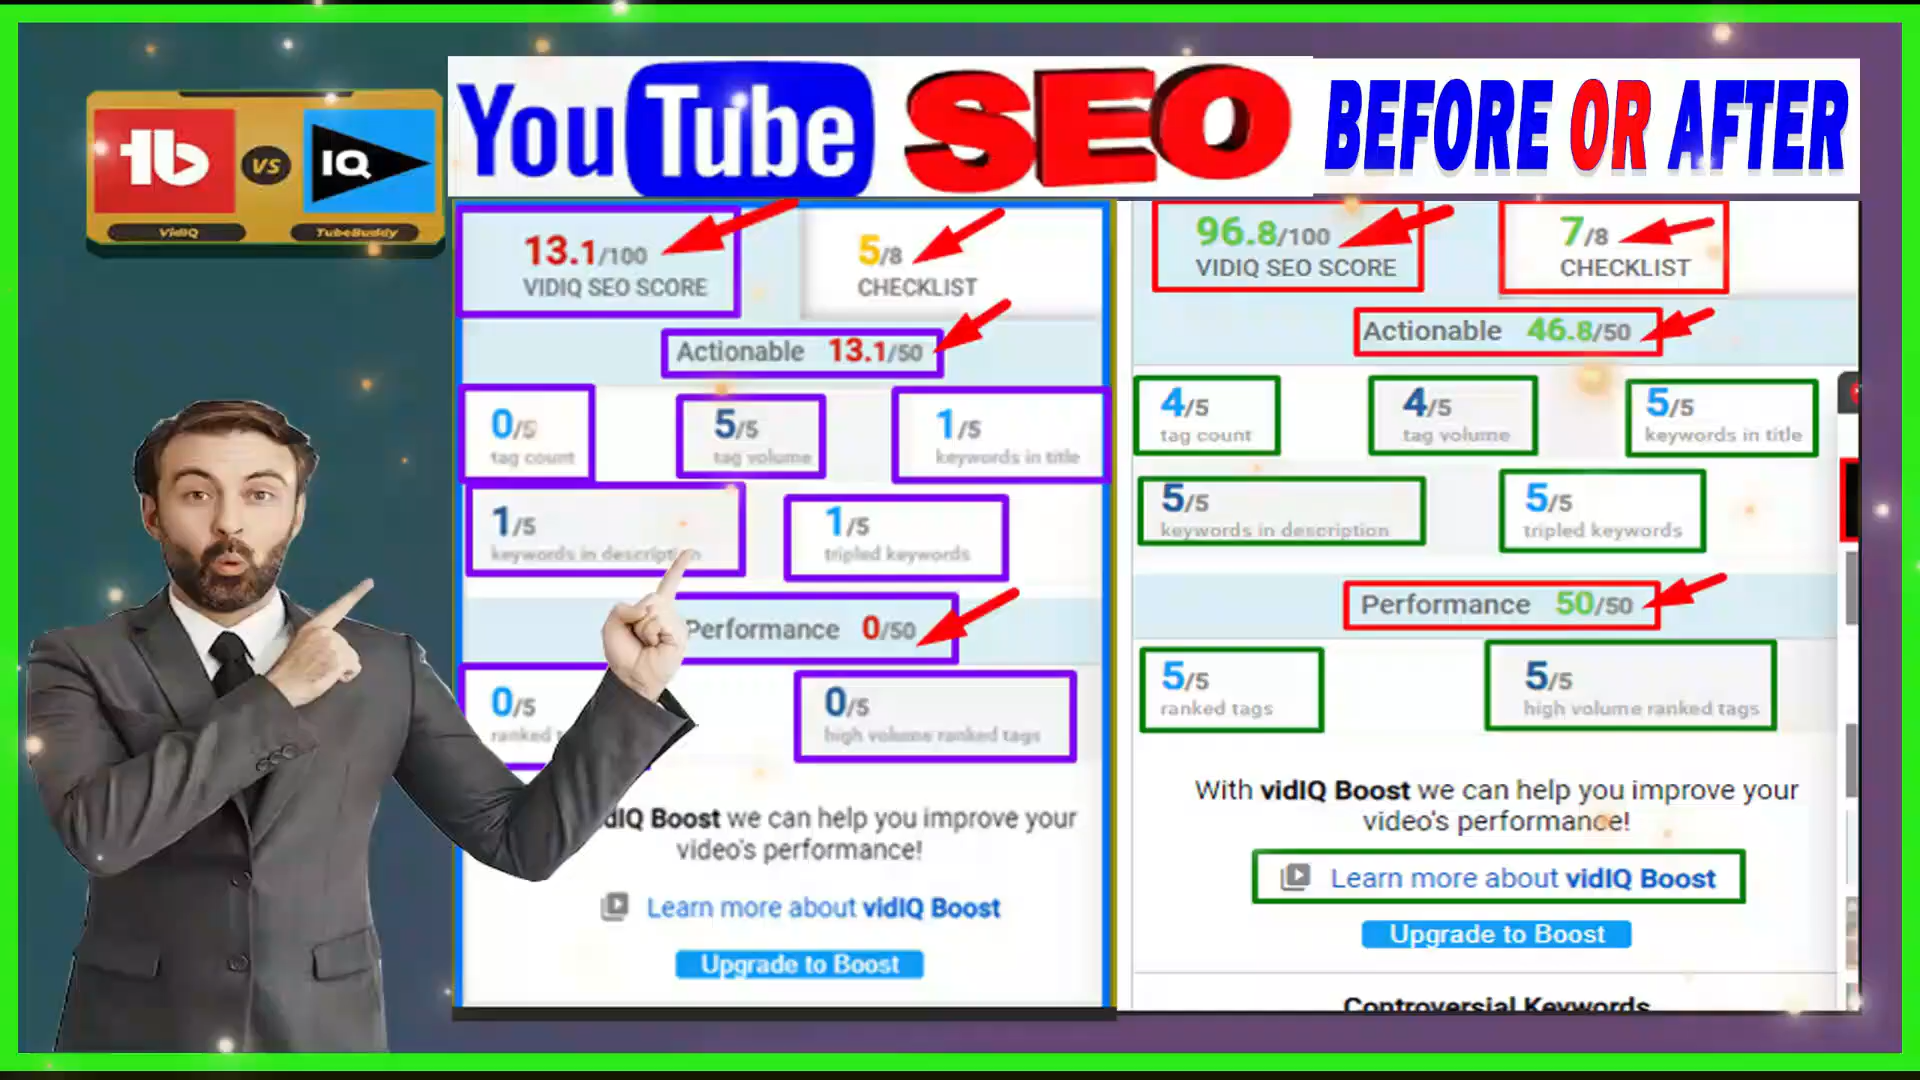 YouTube SEO BEFORE OR AFTER
tb VS IQ
VidIQ TubeBuddy
13.1/100
VIDIQ SEO SCORE
5/8
CHECKLIST
Actionable 13.1/50
0/5
tag count
5/5
tag volume
1/5
keywords in title
1/5
keywords in description
1/5
tripled keywords
Performance 0/50
0/5
ranked
0/5
high volume ranked tags
Boost we can help you improve your
video's performance!
Learn more about vidIQ Boost
Upgrade to Boost
96.8/100
VIDIQ SEO SCORE
7/8
CHECKLIST
Actionable 46.8/50
4/5
tag count
4/5
tag volume
5/5
keywords in title
5/5
keywords in description
5/5
tripled keywords
Performance 50/50
5/5
ranked tags
5/5
high volume ranked tags
With vidIQ Boost we can help you improve your
video's performance!
Learn more about vidIQ Boost
Upgrade to Boost
Controversial Keywords